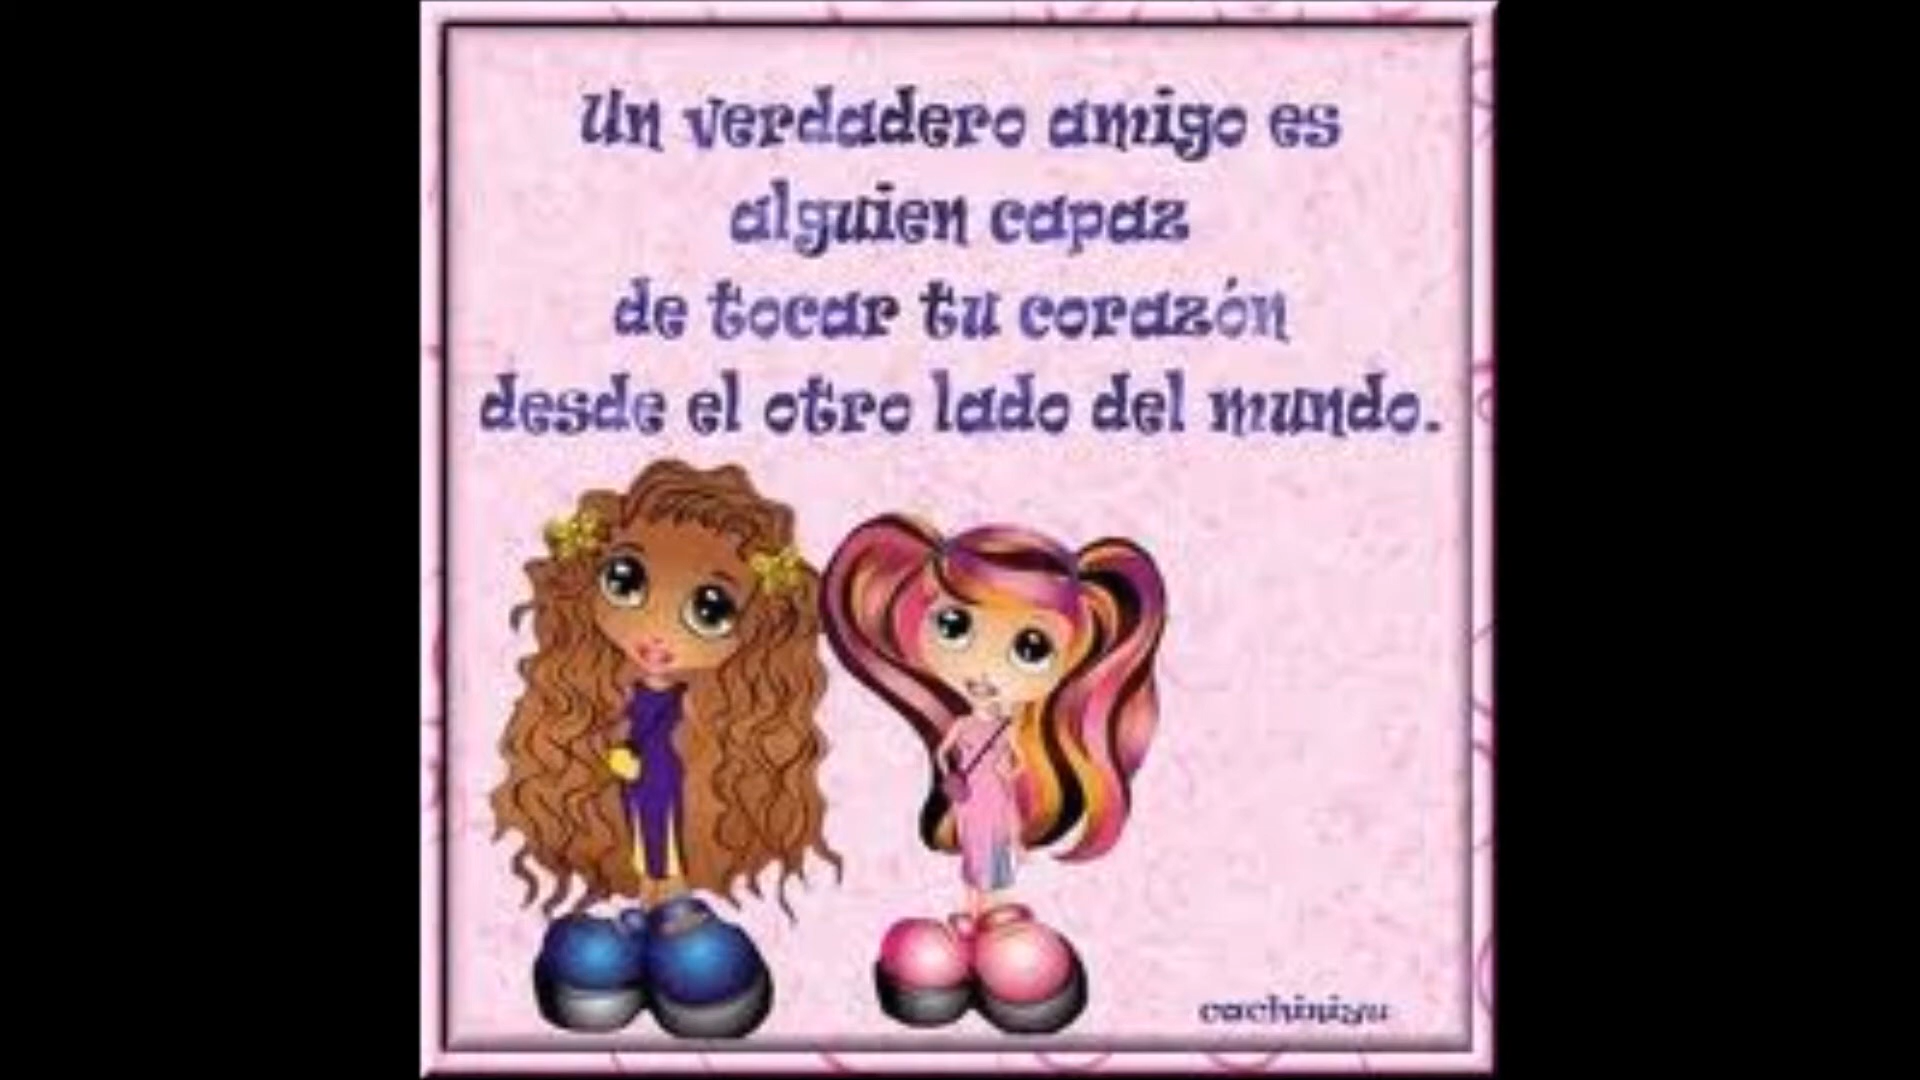 Un verdadero amigo es
alguien capaz
de tocar tu corazón
desde el otro lado del mundo.